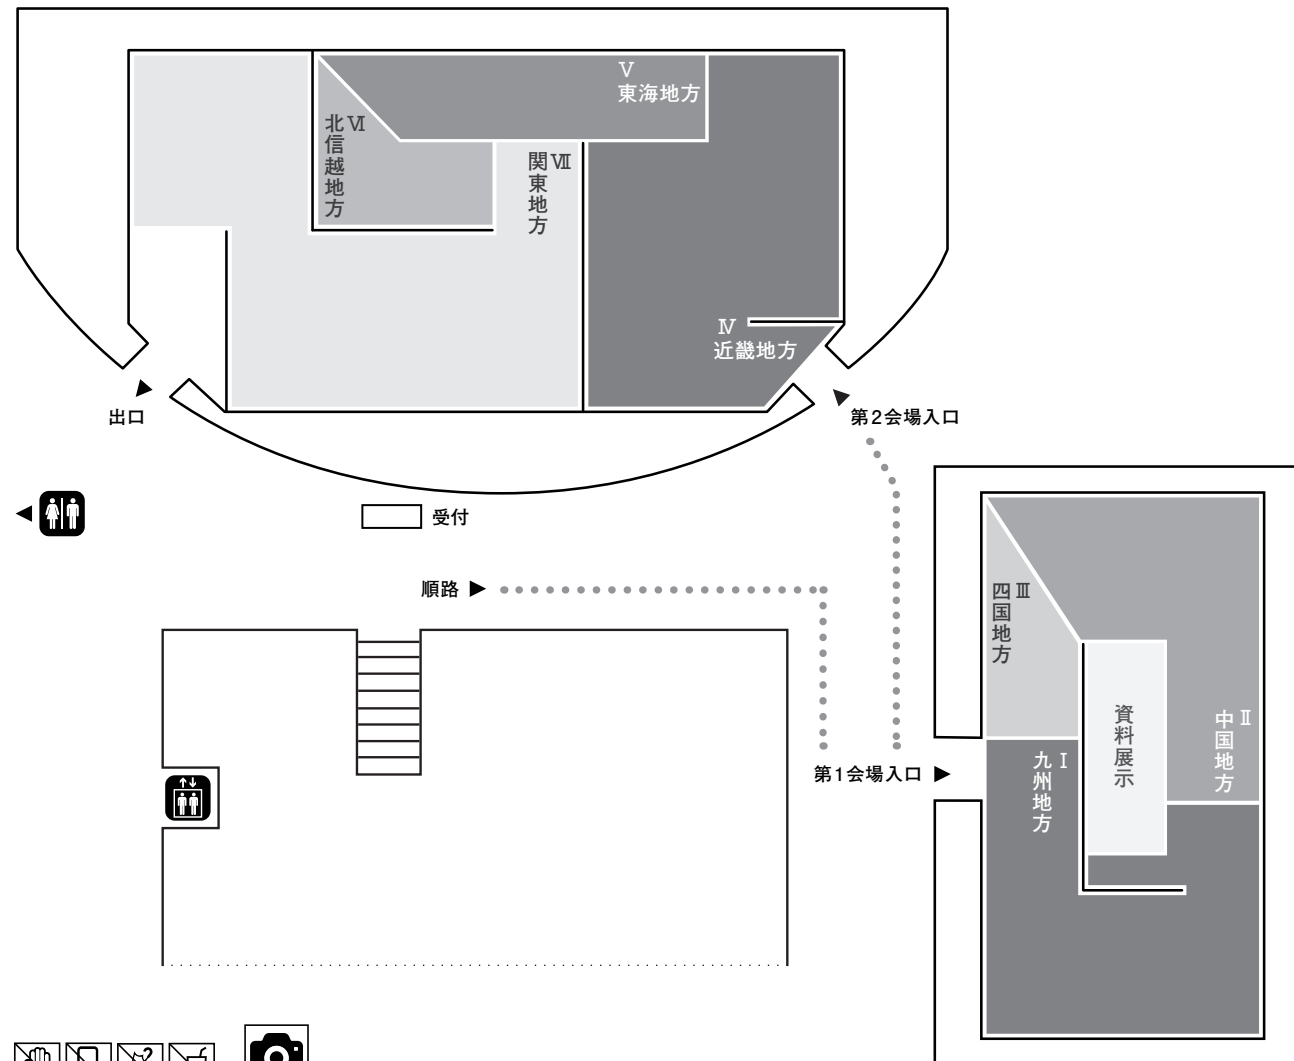 Ⅴ
東海地方
Ⅵ
北信越地方
Ⅶ
関東地方
Ⅳ
近畿地方
出口
第2会場入口
受付
順路 ▶
Ⅲ
四国地方
資料展示
Ⅱ
中国地方
Ⅰ
九州地方
第1会場入口 ▶